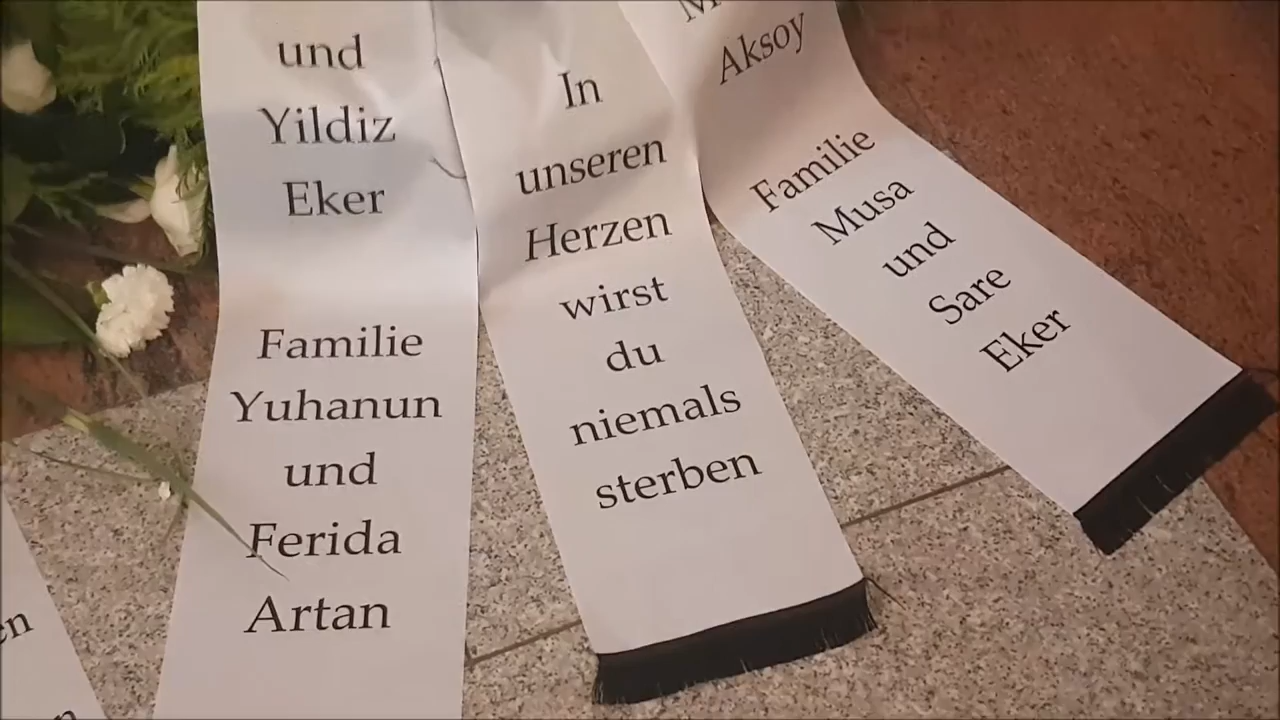 und
Yildiz
Eker
Familie
Yuhanun
und
Ferida
Artan
In
unseren
Herzen
wirst
du
niemals
sterben
Aksoy
Familie
Musa
und
Sare
Eker